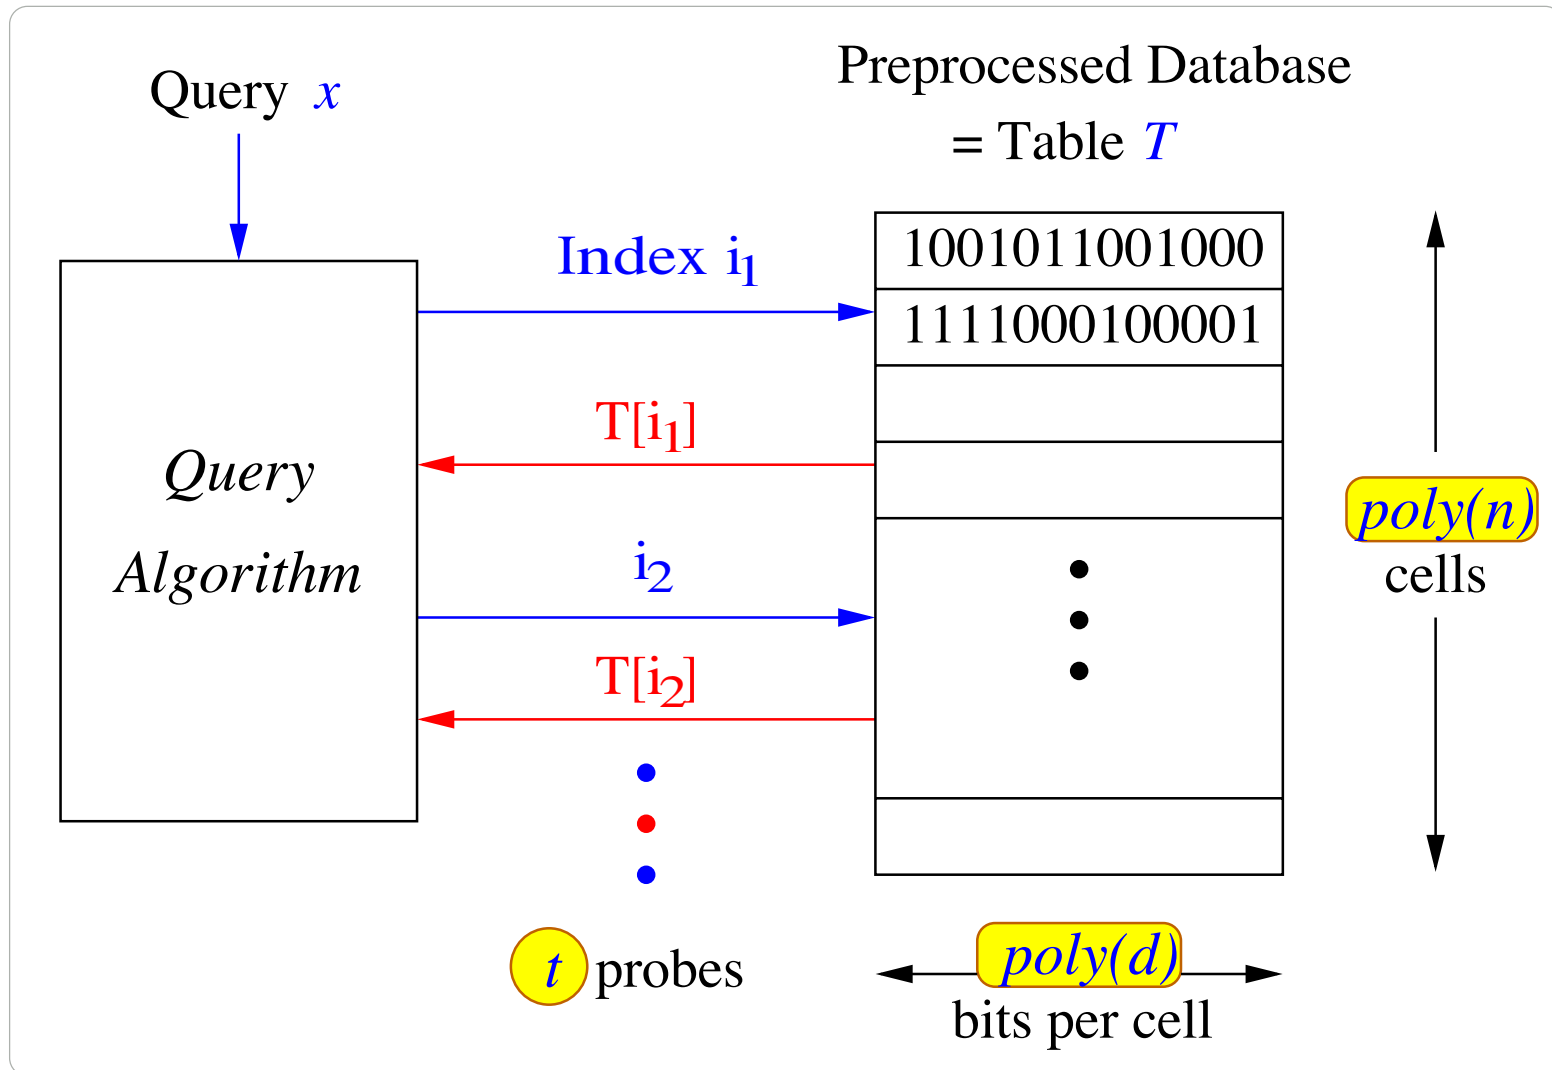 Query x
Preprocessed Database
= Table T
Index i1
1001011001000
1111000100001
T[i1]
Query
Algorithm
i2
T[i2]
poly(n)
cells
t probes
poly(d)
bits per cell